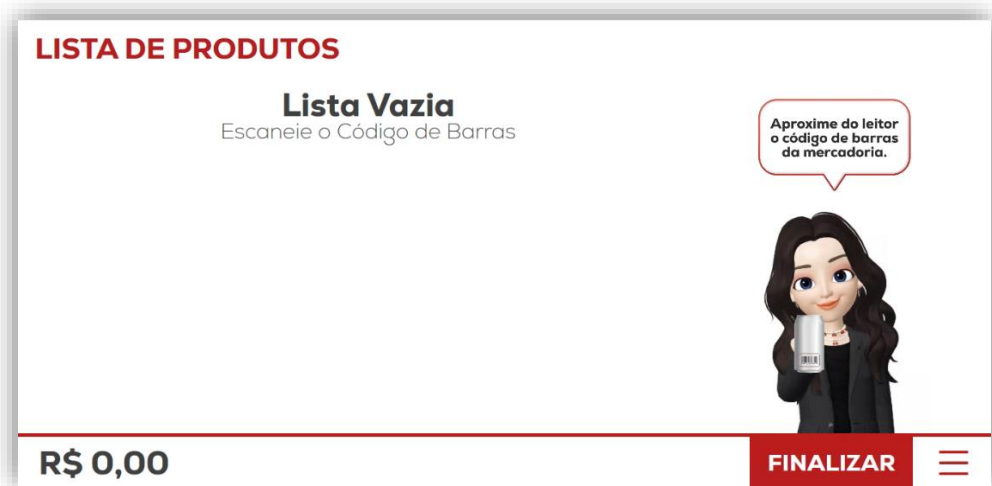 LISTA DE PRODUTOS
Lista Vazia
Escaneie o Código de Barras
Aproxime do leitor
o código de barras
da mercadoria.
R$ 0,00
FINALIZAR